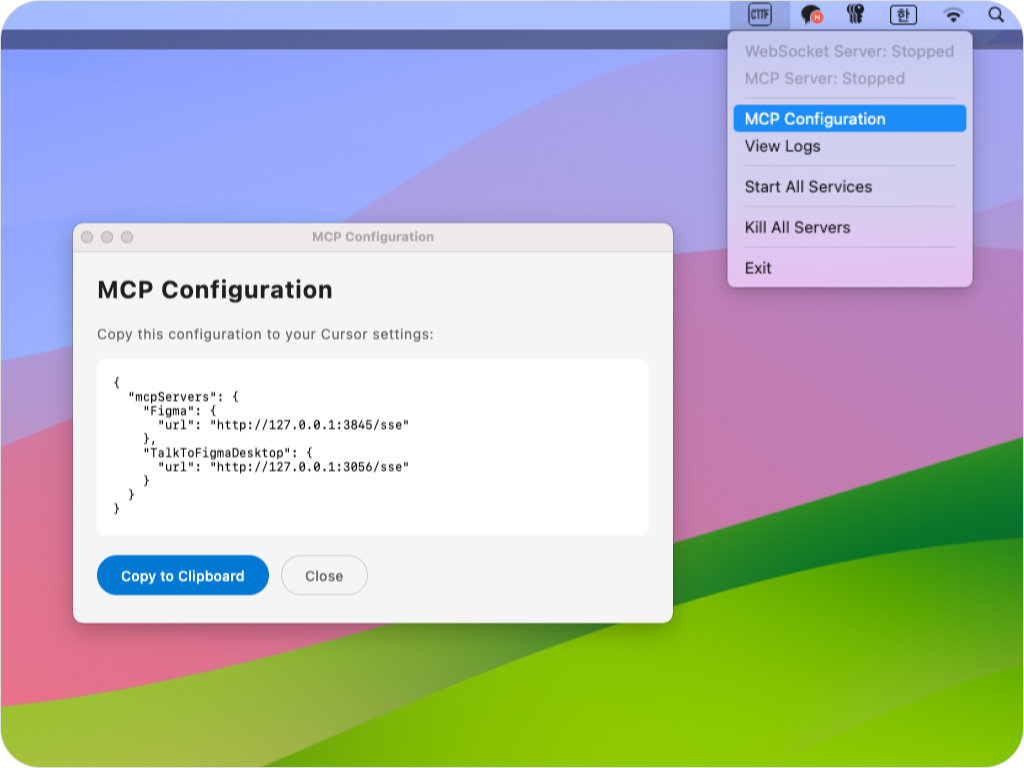 CTTF
한
WebSocket Server: Stopped
MCP Server: Stopped
MCP Configuration
View Logs
Start All Services
Kill All Servers
Exit
MCP Configuration
MCP Configuration
Copy this configuration to your Cursor settings:
{
  "mcpServers": {
    "Figma": {
      "url": "http://127.0.0.1:3845/sse"
    },
    "TalkToFigmaDesktop": {
      "url": "http://127.0.0.1:3056/sse"
    }
  }
}
Copy to Clipboard
Close